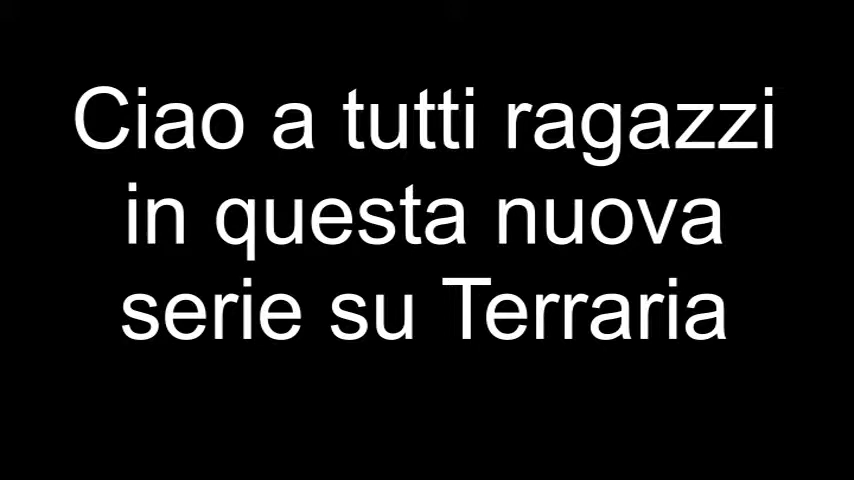 Ciao a tutti ragazzi
in questa nuova
serie su Terraria